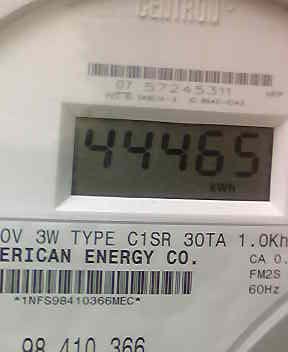 CENTRON
07 57245311
44465
kWh
0V 3W TYPE C1SR 30TA 1.0Kh
ERICAN ENERGY CO.
CA 0.
FM2S
60Hz
*1NFS98410366MEC*
98 410 366